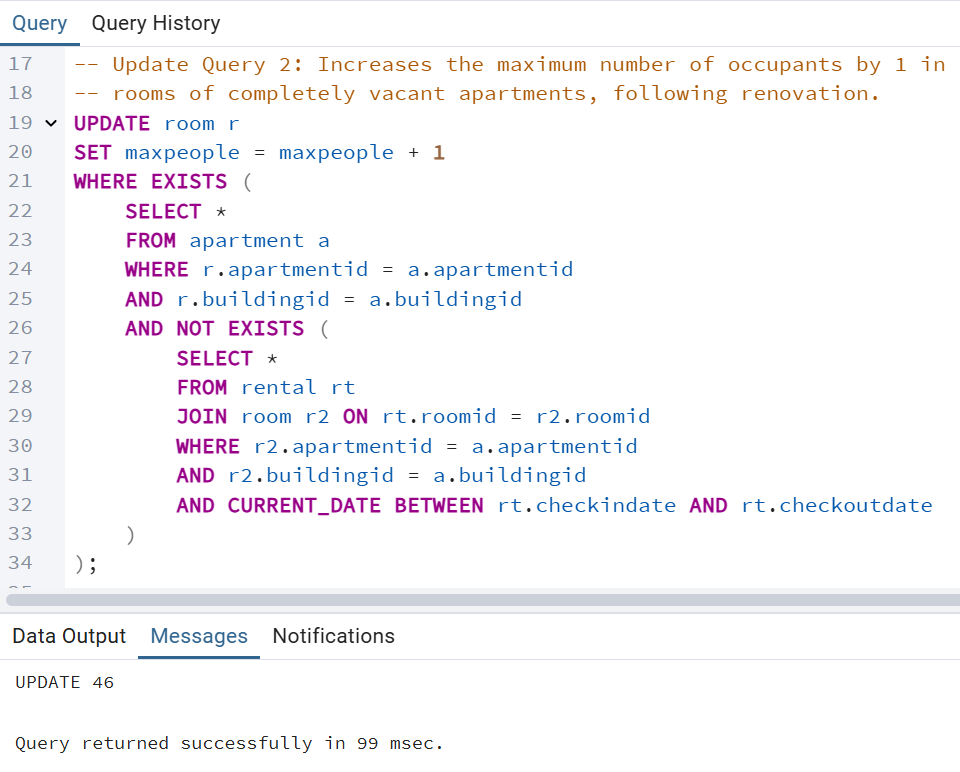 Query Query History
17 -- Update Query 2: Increases the maximum number of occupants by 1 in
18 -- rooms of completely vacant apartments, following renovation.
19 UPDATE room r
20 SET maxpeople = maxpeople + 1
21 WHERE EXISTS (
22     SELECT *
23     FROM apartment a
24     WHERE r.apartmentid = a.apartmentid
25     AND r.buildingid = a.buildingid
26     AND NOT EXISTS (
27         SELECT *
28         FROM rental rt
29         JOIN room r2 ON rt.roomid = r2.roomid
30         WHERE r2.apartmentid = a.apartmentid
31         AND r2.buildingid = a.buildingid
32         AND CURRENT_DATE BETWEEN rt.checkindate AND rt.checkoutdate
33     )
34 );
Data Output Messages Notifications
UPDATE 46
Query returned successfully in 99 msec.